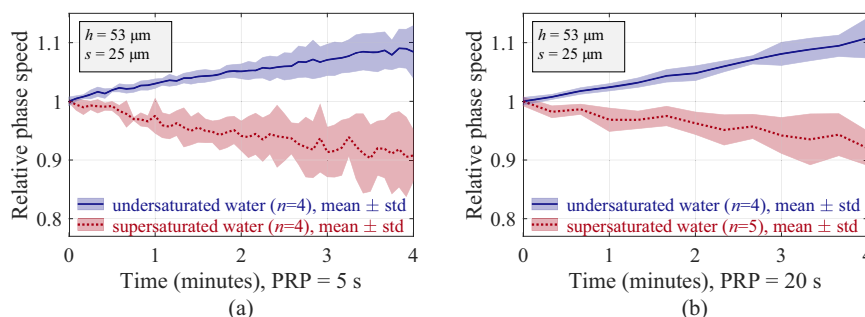 h = 53 μm
s = 25 μm
Relative phase speed
1.1
1
0.9
0.8
undersaturated water (n=4), mean ± std
supersaturated water (n=4), mean ± std
0 1 2 3 4
Time (minutes), PRP = 5 s
(a)
h = 53 μm
s = 25 μm
Relative phase speed
1.1
1
0.9
0.8
undersaturated water (n=4), mean ± std
supersaturated water (n=5), mean ± std
0 1 2 3 4
Time (minutes), PRP = 20 s
(b)